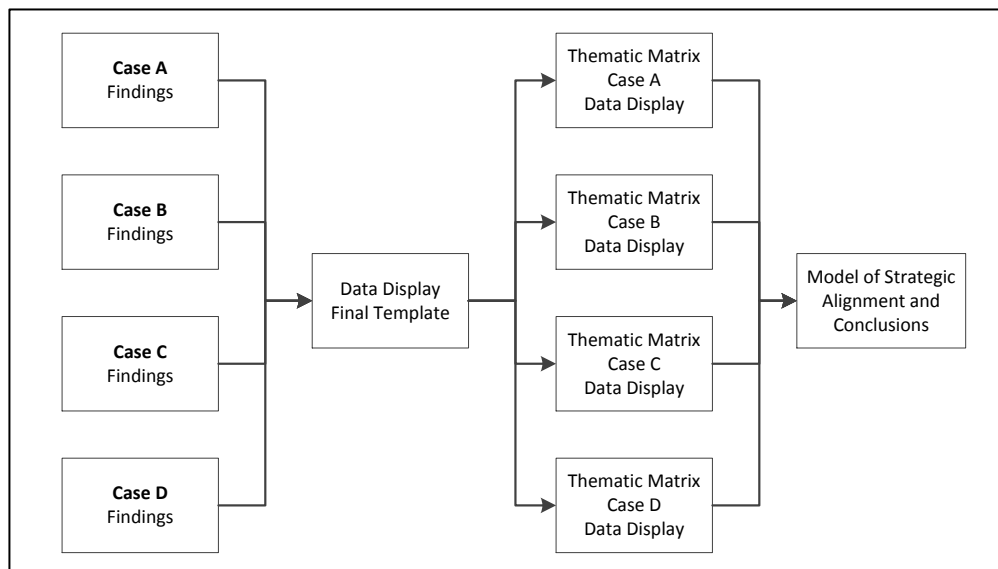 Case A
Findings
Case B
Findings
Case C
Findings
Case D
Findings
Data Display
Final Template
Thematic Matrix
Case A
Data Display
Thematic Matrix
Case B
Data Display
Thematic Matrix
Case C
Data Display
Thematic Matrix
Case D
Data Display
Model of Strategic
Alignment and
Conclusions